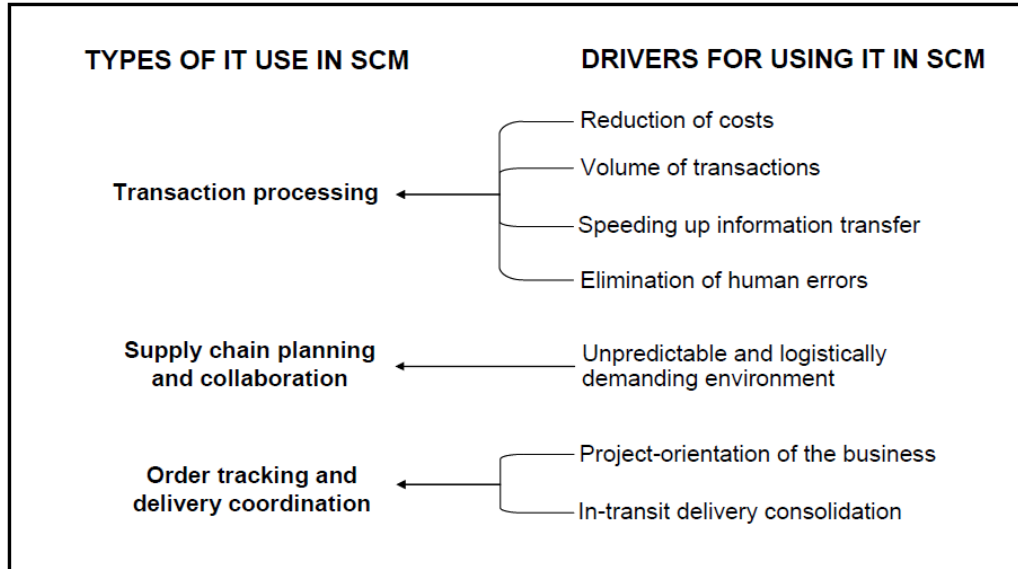 TYPES OF IT USE IN SCM
DRIVERS FOR USING IT IN SCM
Transaction processing
Reduction of costs
Volume of transactions
Speeding up information transfer
Elimination of human errors
Supply chain planning
and collaboration
Unpredictable and logistically
demanding environment
Order tracking and
delivery coordination
Project-orientation of the business
In-transit delivery consolidation